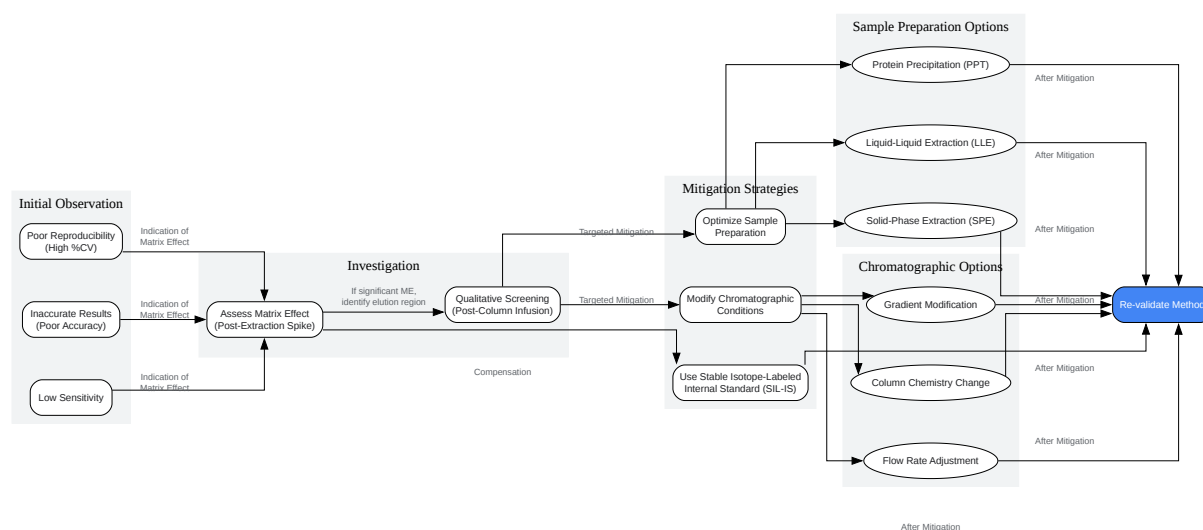 Sample Preparation Options
Protein Precipitation (PPT)
After Mitigation
Liquid-Liquid Extraction (LLE)
After Mitigation
Mitigation Strategies
Initial Observation
Optimize Sample
Preparation
Solid-Phase Extraction (SPE)
After Mitigation
Poor Reproducibility
(High %CV)
Indication of
Matrix Effect
Targeted Mitigation
Investigation
Chromatographic Options
If significant ME,
identify elution region
Inaccurate Results
(Poor Accuracy)
Indication of
Matrix Effect
Assess Matrix Effect
(Post-Extraction Spike)
Qualitative Screening
(Post-Column Infusion)
Targeted Mitigation
Modify Chromatographic
Conditions
Gradient Modification
After Mitigation
Re-validate Method
Indication of
Matrix Effect
Low Sensitivity
Compensation
Use Stable Isotope-Labeled
Internal Standard (SIL-IS)
Column Chemistry Change
After Mitigation
After Mitigation
Flow Rate Adjustment
After Mitigation